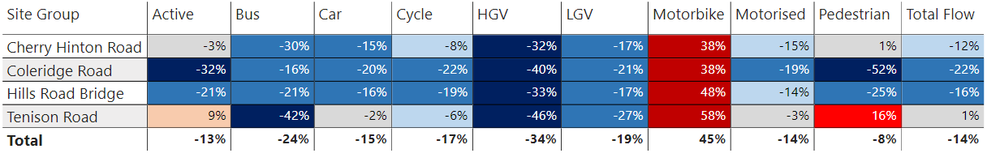 Site Group Active Bus Car Cycle HGV LGV Motorbike Motorised Pedestrian Total Flow
Cherry Hinton Road -3% -30% -15% -8% -32% -17% 38% -15% 1% -12%
Coleridge Road -32% -16% -20% -22% -40% -21% 38% -19% -52% -22%
Hills Road Bridge -21% -21% -16% -19% -33% -17% 48% -14% -25% -16%
Tenison Road 9% -42% -2% -6% -46% -27% 58% -3% 16% 1%
Total -13% -24% -15% -17% -34% -19% 45% -14% -8% -14%